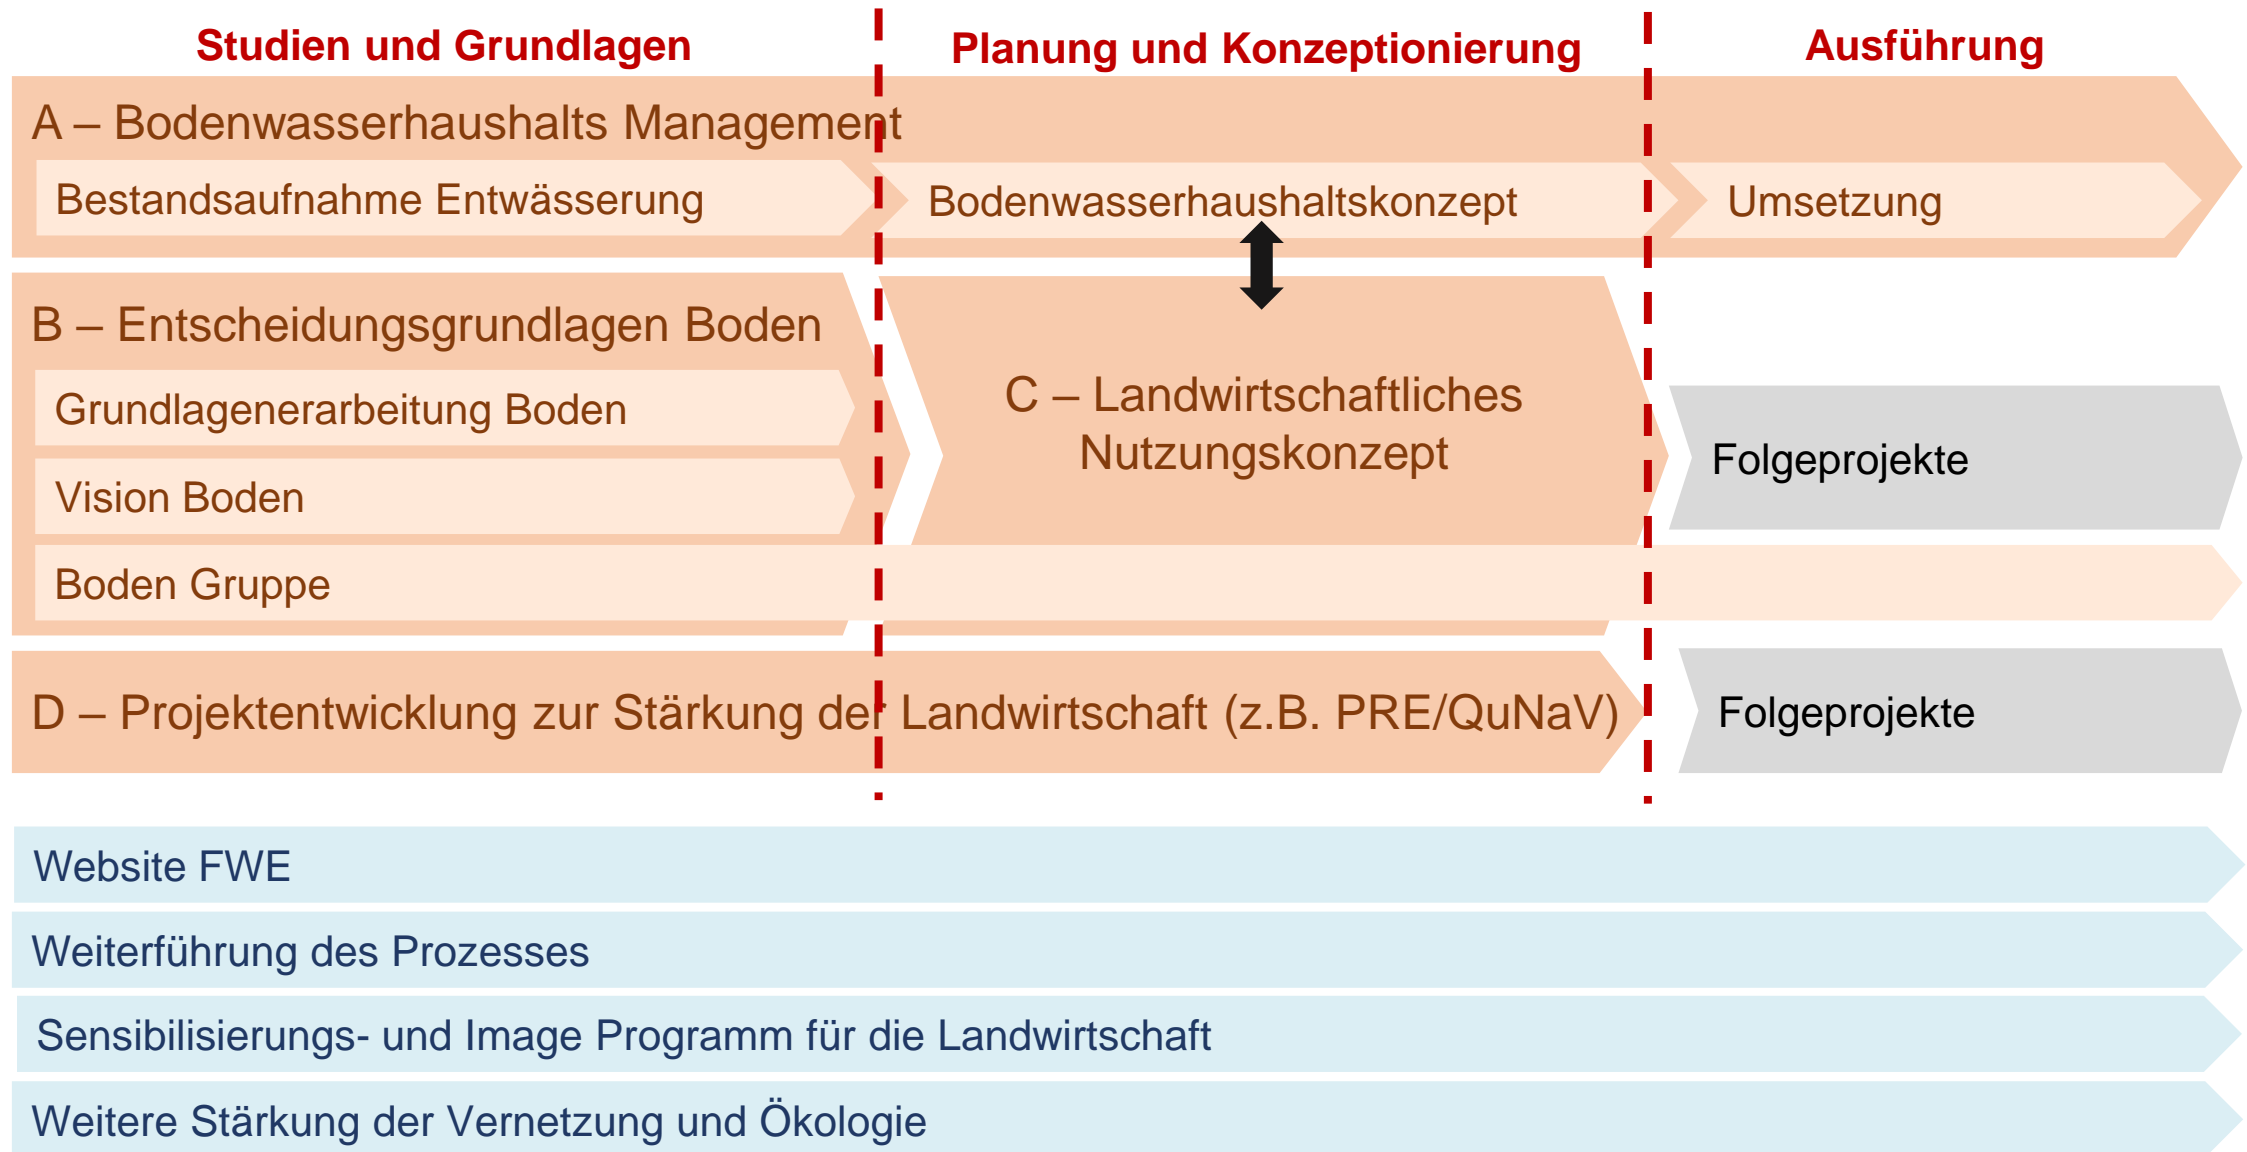 Studien und Grundlagen
Planung und Konzeptionierung
Ausführung
A – Bodenwasserhaushalts Management
Bestandsaufnahme Entwässerung
Bodenwasserhaushaltskonzept
Umsetzung
B – Entscheidungsgrundlagen Boden
Grundlagenerarbeitung Boden
Vision Boden
Boden Gruppe
C – Landwirtschaftliches
Nutzungskonzept
Folgeprojekte
D – Projektentwicklung zur Stärkung der Landwirtschaft (z.B. PRE/QuNaV)
Folgeprojekte
Website FWE
Weiterführung des Prozesses
Sensibilisierungs- und Image Programm für die Landwirtschaft
Weitere Stärkung der Vernetzung und Ökologie